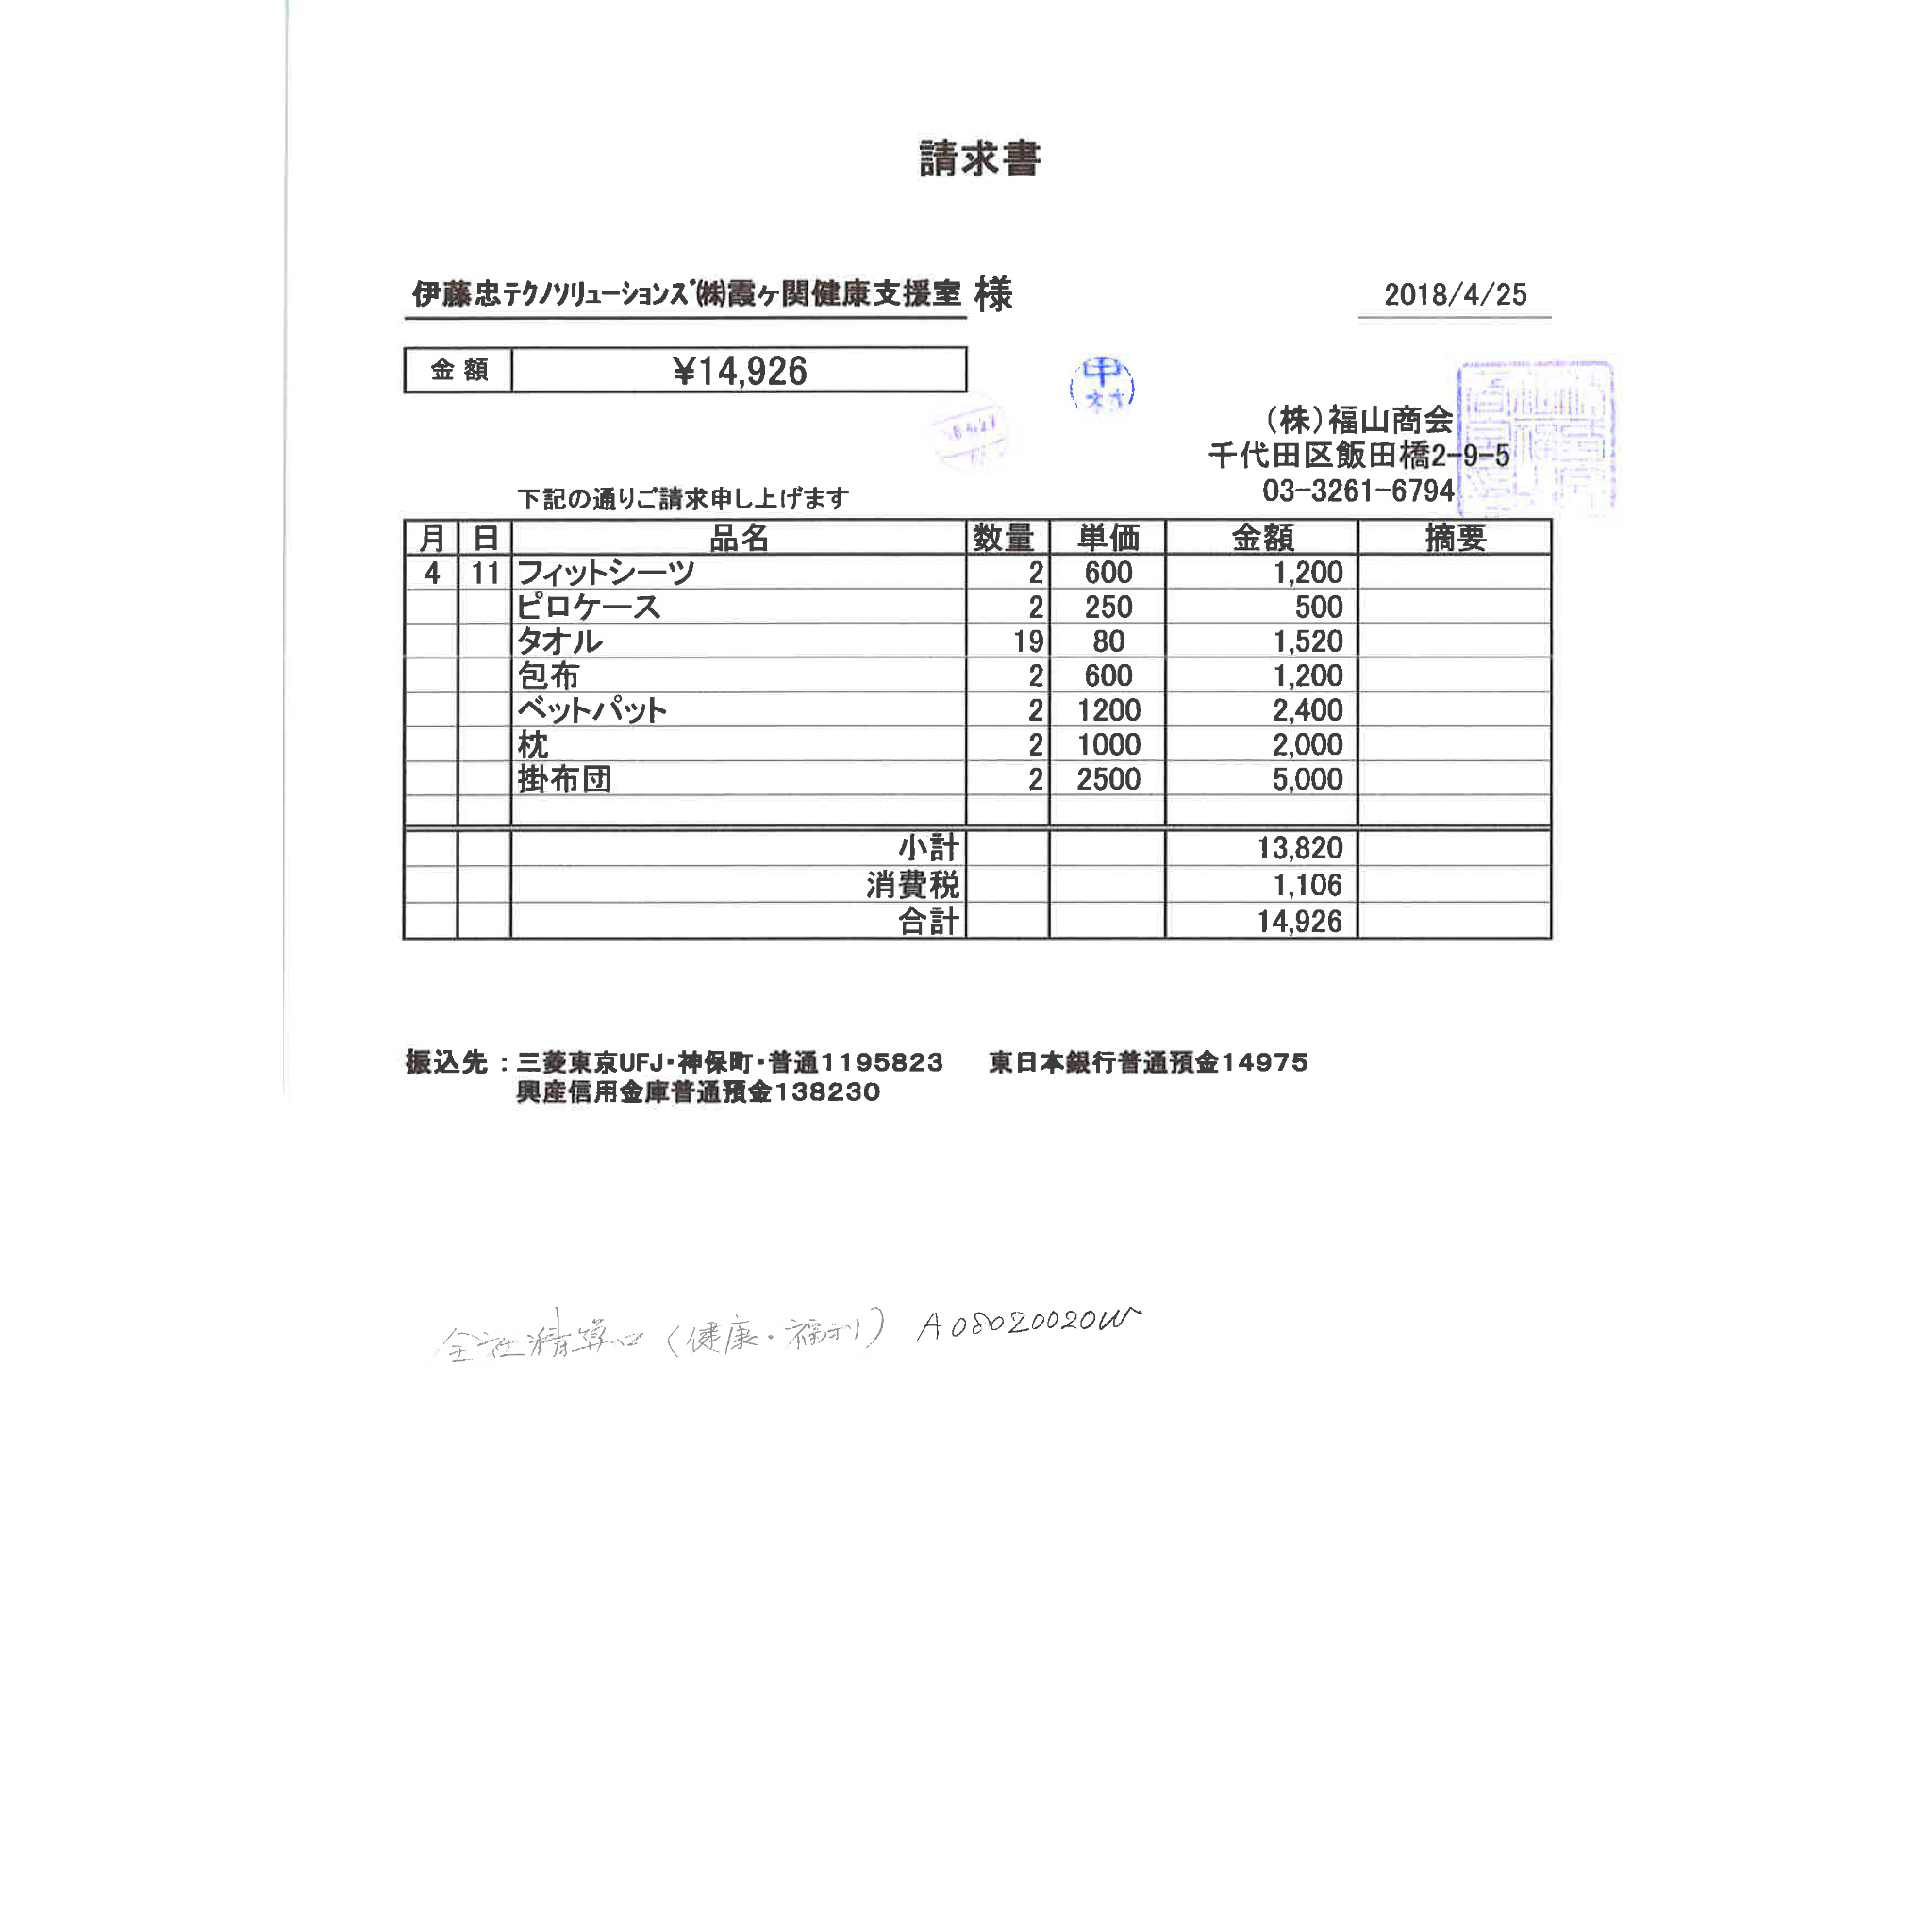 請求書
伊藤忠テクノソリューションズ㈱霞ヶ関健康支援室 様
2018/4/25
金額 ¥14,926
(株)福山商会
千代田区飯田橋2-9-5
03-3261-6794
下記の通りご請求申し上げます
月 日 品名 数量 単価 金額 摘要
4 11 フィットシーツ 2 600 1,200
ピロケース 2 250 500
タオル 19 80 1,520
包布 2 600 1,200
ベットパット 2 1200 2,400
枕 2 1000 2,000
掛布団 2 2500 5,000
小計 13,820
消費税 1,106
合計 14,926
振込先：三菱東京UFJ・神保町・普通1195823 東日本銀行普通預金14975
興産信用金庫普通預金138230
全社精算口(健康・福利) A08020020W